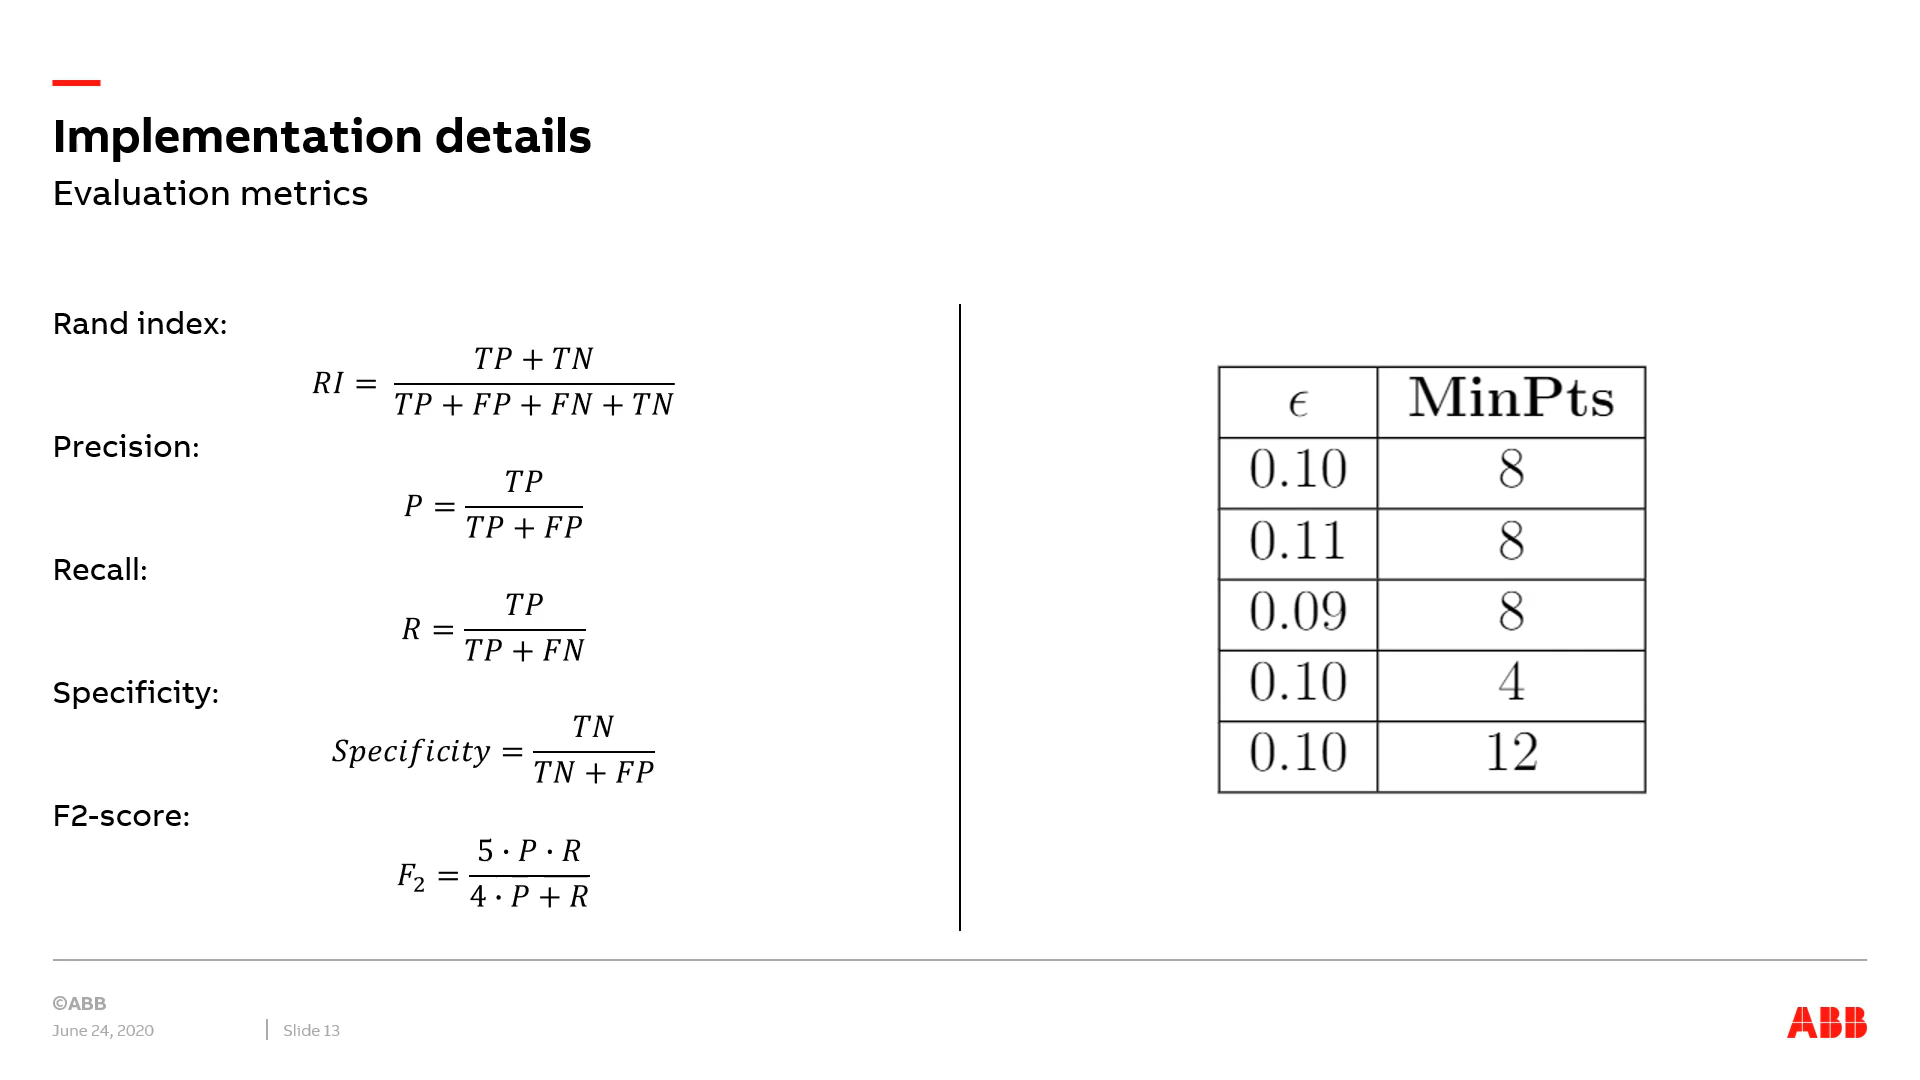 Implementation details
Evaluation metrics
Rand index:
RI = (TP + TN) / (TP + FP + FN + TN)
Precision:
P = TP / (TP + FP)
Recall:
R = TP / (TP + FN)
Specificity:
Specificity = TN / (TN + FP)
F2-score:
F₂ = (5 · P · R) / (4 · P + R)
ϵ MinPts
0.10 8
0.11 8
0.09 8
0.10 4
0.10 12
©ABB
June 24, 2020 Slide 13
ABB